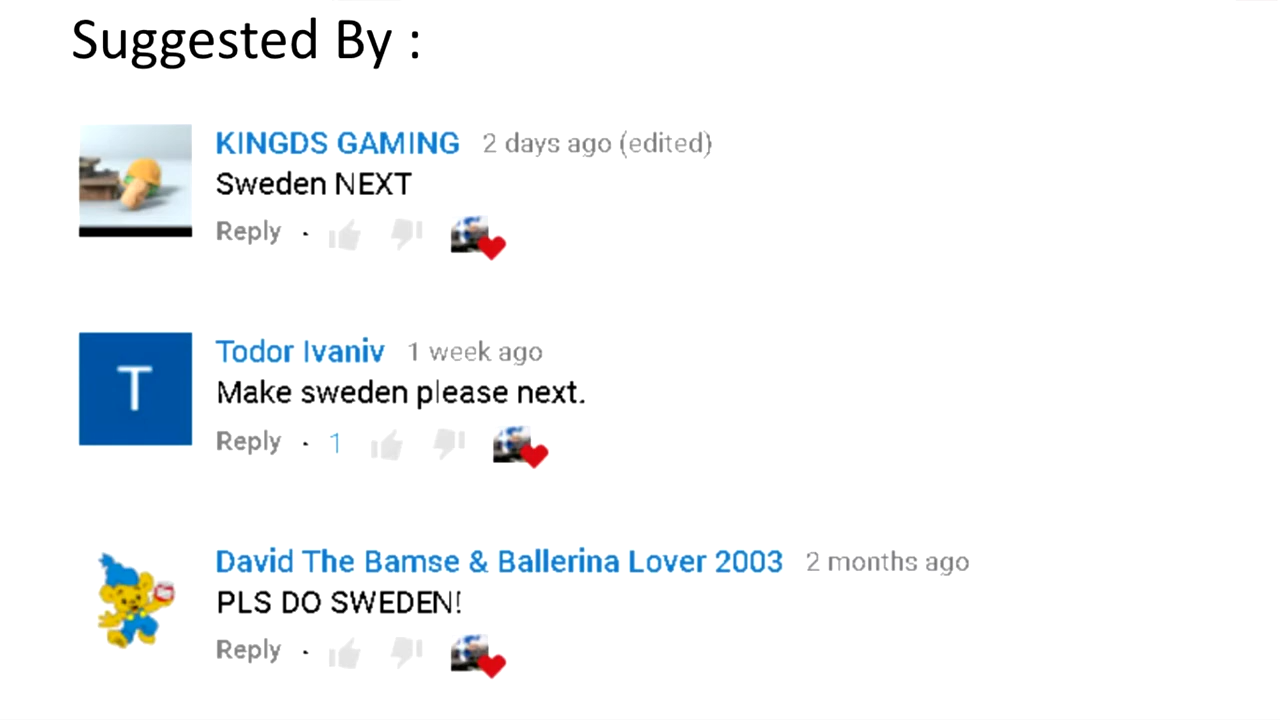 Suggested By :
KINGDS GAMING 2 days ago (edited)
Sweden NEXT
Reply ·
T
Todor Ivaniv 1 week ago
Make sweden please next.
Reply · 1
David The Bamse & Ballerina Lover 2003 2 months ago
PLS DO SWEDEN!
Reply ·